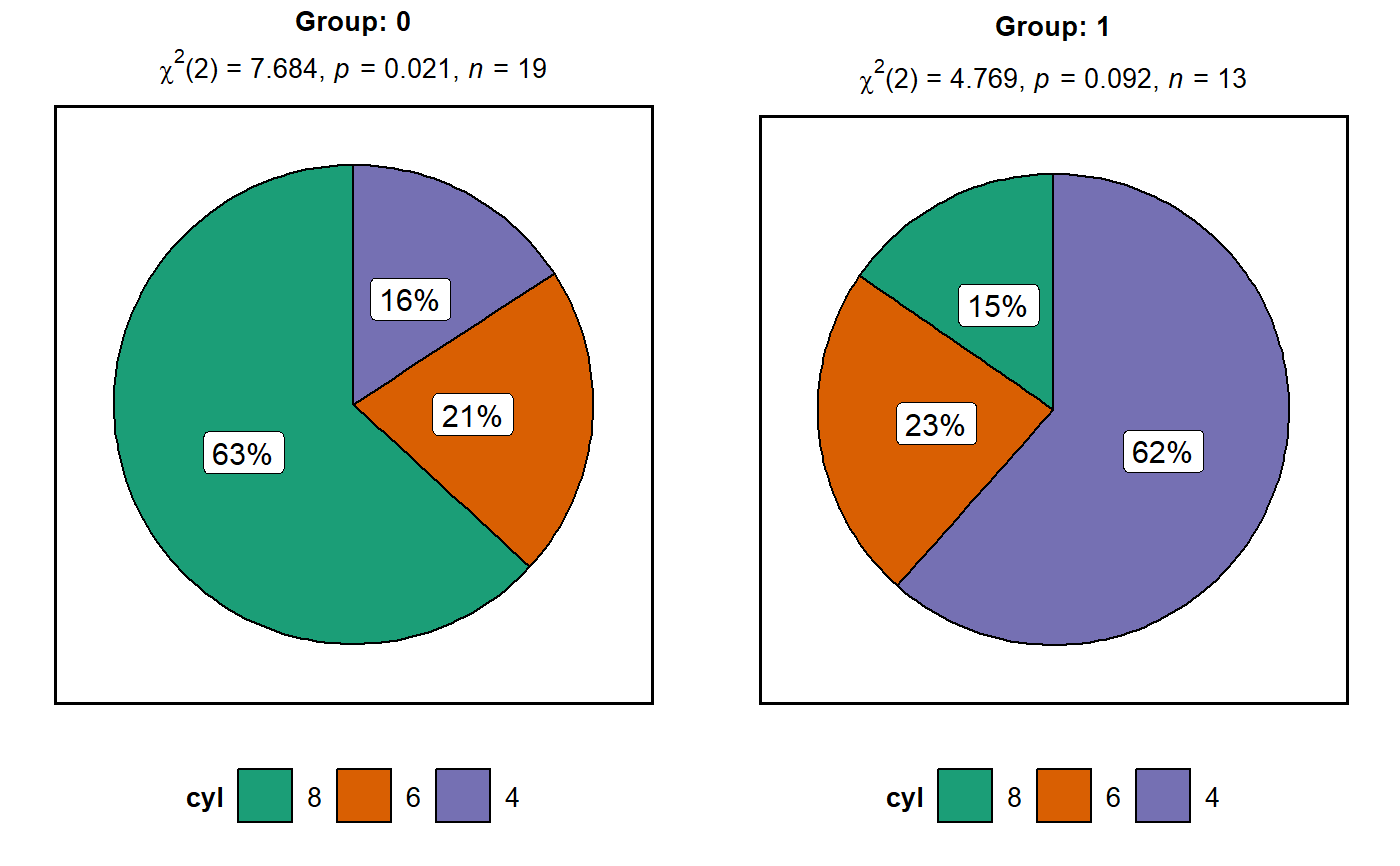 Group: 0
χ²(2) = 7.684, p = 0.021, n = 19
16%
21%
63%
cyl 8 6 4
Group: 1
χ²(2) = 4.769, p = 0.092, n = 13
15%
23%
62%
cyl 8 6 4